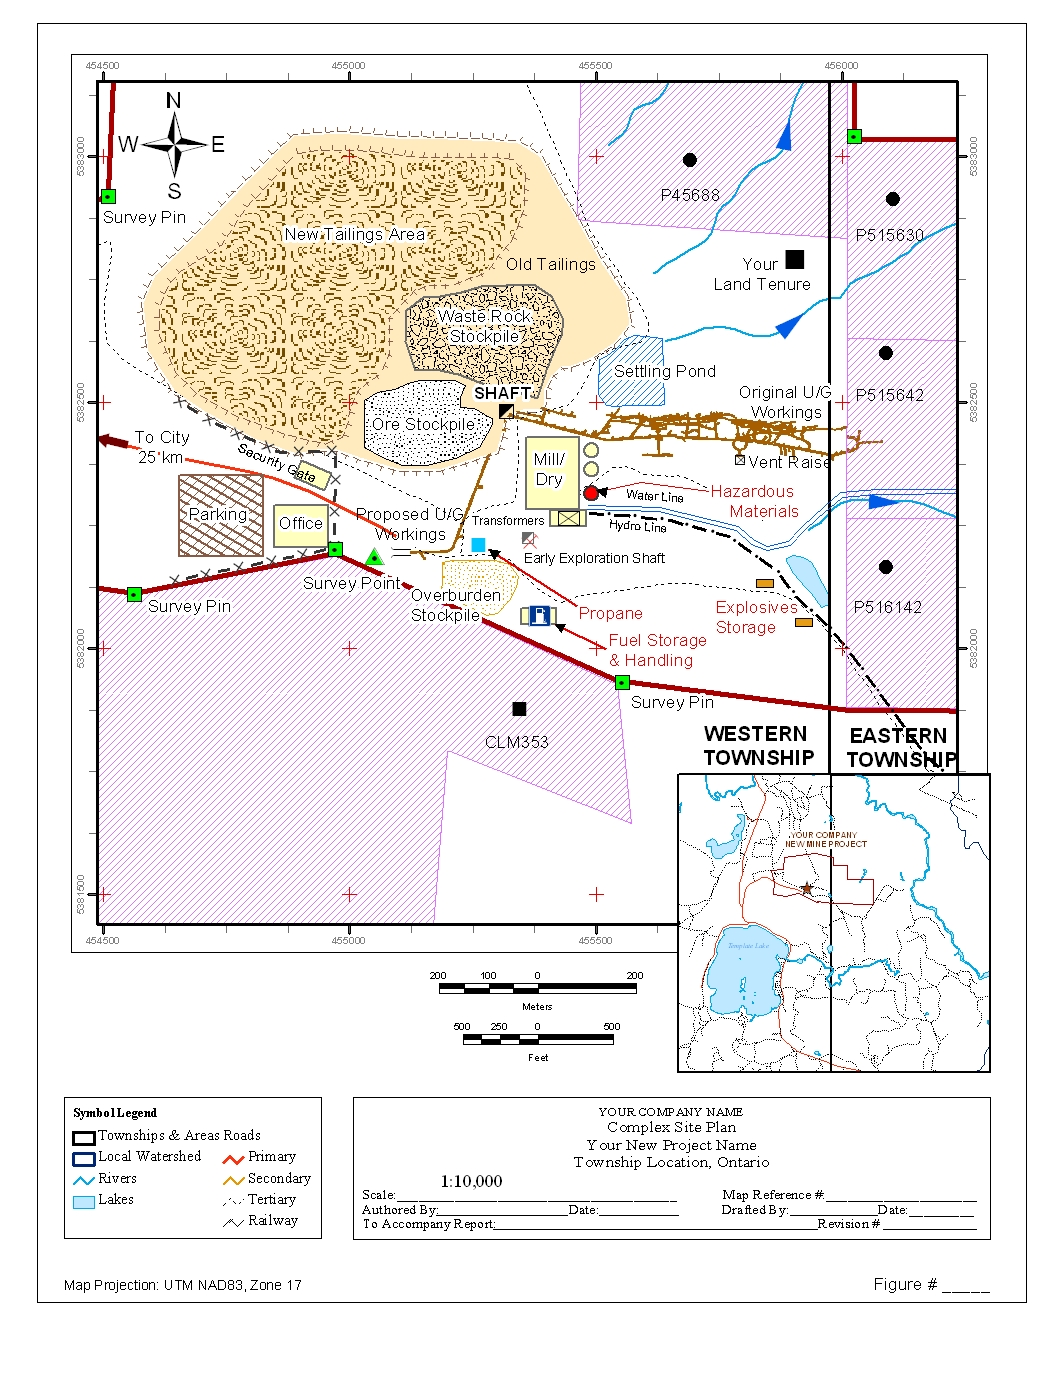 454500
455000
455500
456000
N
W E
S
5383000
5383000
P45688
Survey Pin
P515630
New Tailings Area
Old Tailings
Your
Land Tenure
Waste Rock
Stockpile
Settling Pond
SHAFT
Original U/G
Workings
P515642
5382500
5382500
Ore Stockpile
To City
25 km
Security Gate
Mill/
Dry
Vent Raise
Water Line
Hazardous
Materials
Parking
Office
Proposed U/G
Workings
Transformers
Hydro Line
Early Exploration Shaft
Survey Point
Overburden
Stockpile
Survey Pin
Propane
Explosives
Storage
P516142
Fuel Storage
& Handling
5382000
5382000
Survey Pin
CLM353
WESTERN
TOWNSHIP
EASTERN
TOWNSHIP
YOUR COMPANY
NEW MINE PROJECT
5381500
Template Lake
454500
455000
455500
200 100 0 200
Meters
500 250 0 500
Feet
Symbol Legend
Townships & Areas Roads
Local Watershed
Primary
Rivers
Secondary
Lakes
Tertiary
Railway
YOUR COMPANY NAME
Complex Site Plan
Your New Project Name
Township Location, Ontario
1:10,000
Scale:
Map Reference #:
Authored By: Date:
Drafted By: Date:
To Accompany Report:
Revision #
Map Projection: UTM NAD83, Zone 17
Figure # _____